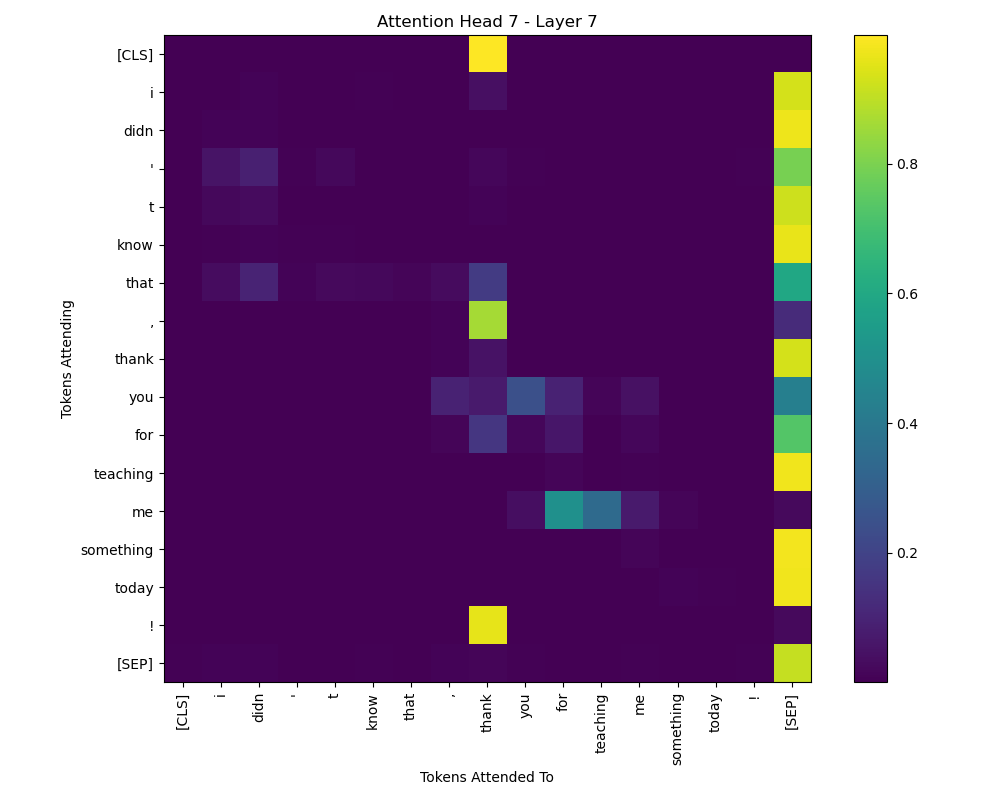 Attention Head 7 - Layer 7
[CLS]
i
didn
'
t
know
that
,
thank
you
for
teaching
me
something
today
!
[SEP]
Tokens Attending
[CLS]
i
didn
'
t
know
that
,
thank
you
for
teaching
me
something
today
!
[SEP]
Tokens Attended To
0.8
0.6
0.4
0.2